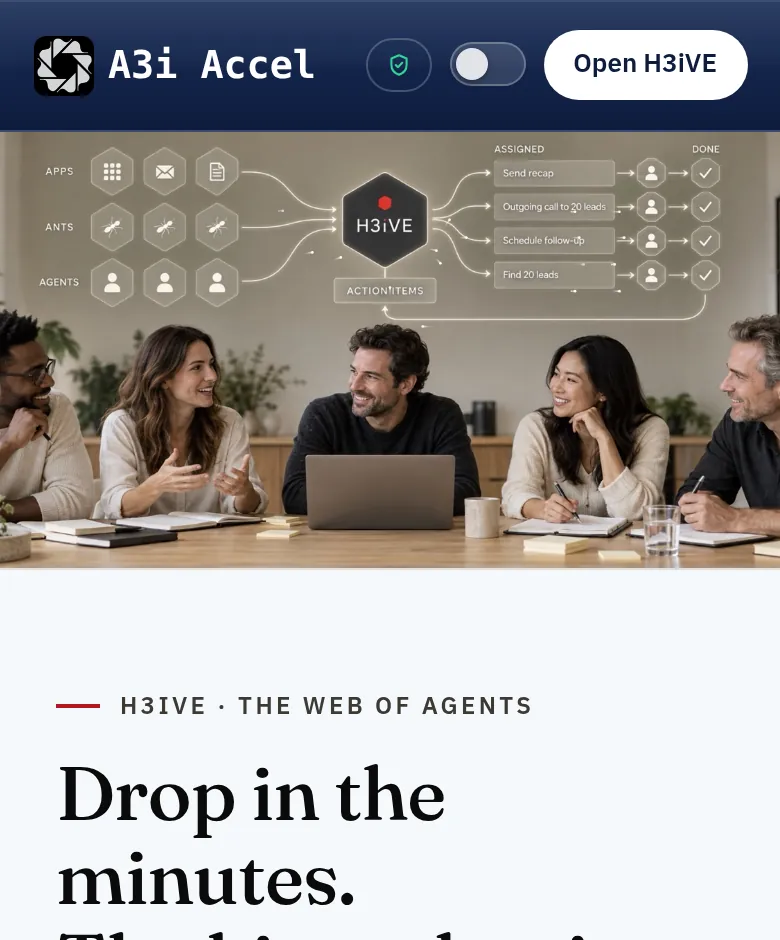 A3i Accel
Open H3iVE
ASSIGNED
DONE
APPS
Send recap
H3iVE
Outgoing call to 20 leads
ANTS
Schedule follow-up
AGENTS
Find 20 leads
ACTION ITEMS
H3IVE · THE WEB OF AGENTS
Drop in the
minutes.